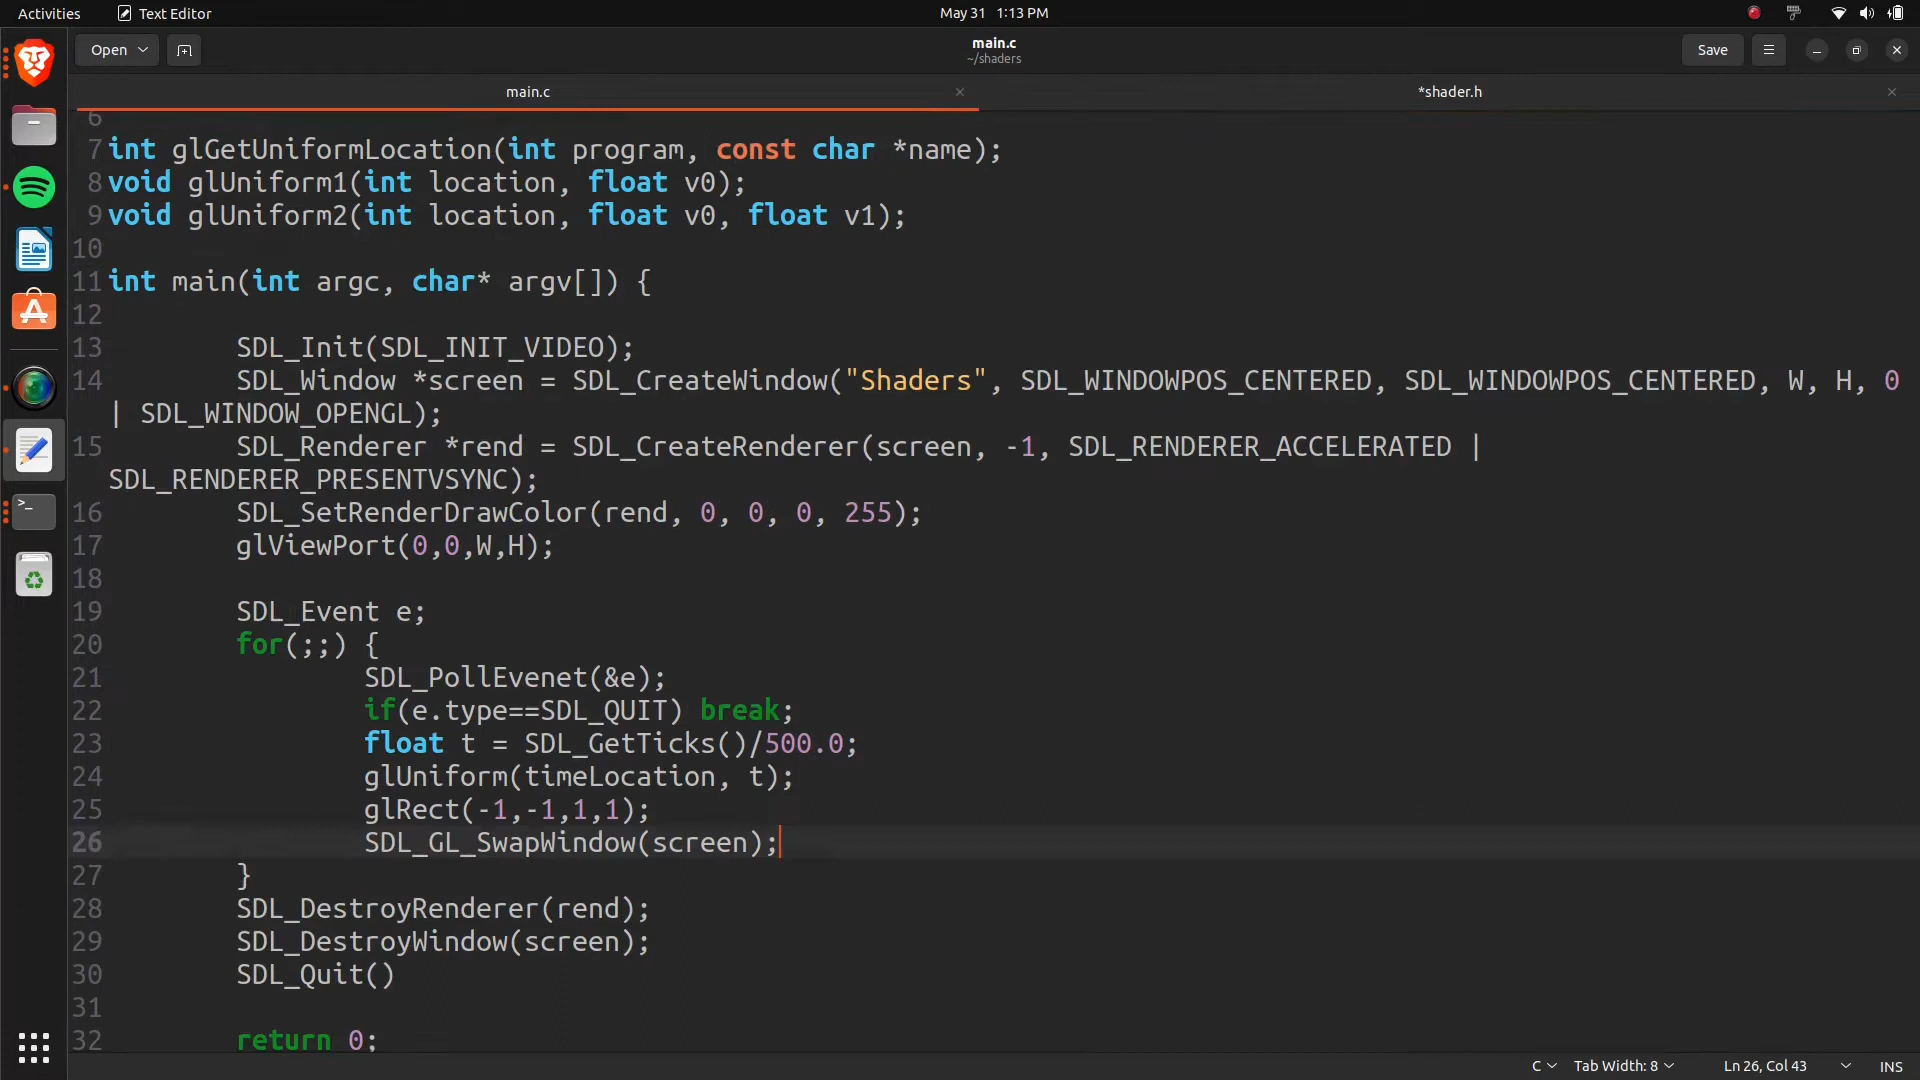 Activities Text Editor May 31 1:13 PM
Open main.c Save
~/shaders
main.c *shader.h
6
7 int glGetUniformLocation(int program, const char *name);
8 void glUniform1(int location, float v0);
9 void glUniform2(int location, float v0, float v1);
10
11 int main(int argc, char* argv[]) {
12
13 SDL_Init(SDL_INIT_VIDEO);
14 SDL_Window *screen = SDL_CreateWindow("Shaders", SDL_WINDOWPOS_CENTERED, SDL_WINDOWPOS_CENTERED, W, H, 0
| SDL_WINDOW_OPENGL);
15 SDL_Renderer *rend = SDL_CreateRenderer(screen, -1, SDL_RENDERER_ACCELERATED |
SDL_RENDERER_PRESENTVSYNC);
16 SDL_SetRenderDrawColor(rend, 0, 0, 0, 255);
17 glViewPort(0,0,W,H);
18
19 SDL_Event e;
20 for(;;) {
21 SDL_PollEvenet(&e);
22 if(e.type==SDL_QUIT) break;
23 float t = SDL_GetTicks()/500.0;
24 glUniform(timeLocation, t);
25 glRect(-1,-1,1,1);
26 SDL_GL_SwapWindow(screen);
27 }
28 SDL_DestroyRenderer(rend);
29 SDL_DestroyWindow(screen);
30 SDL_Quit()
31
32 return 0;
C Tab Width: 8 Ln 26, Col 43 INS